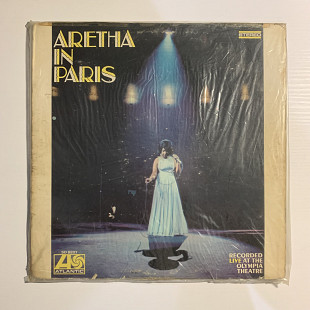 ARETHA
IN
PARIS
STEREO
ATLANTIC
RECORDED
LIVE AT THE
OLYMPIA
THEATRE